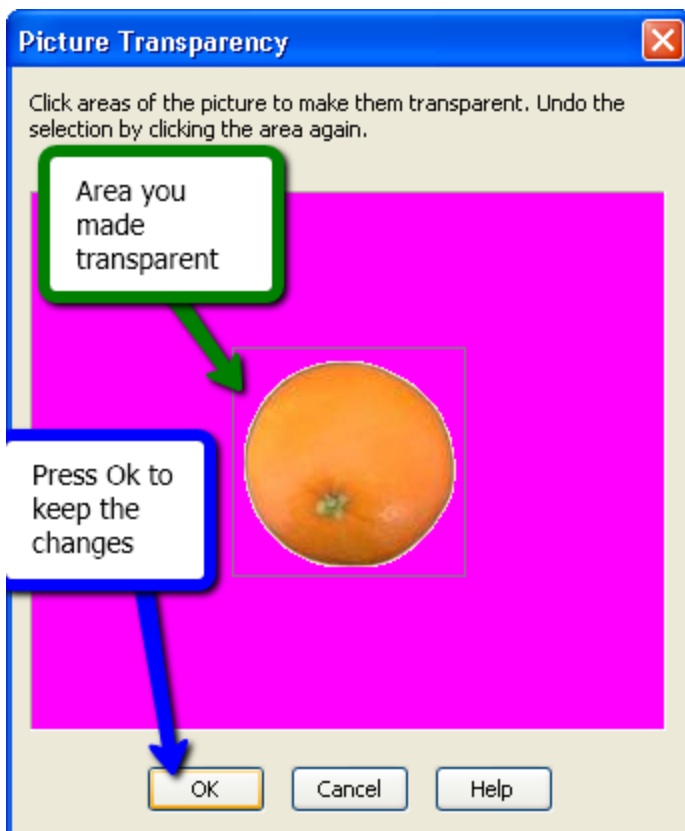 Picture Transparency
Click areas of the picture to make them transparent. Undo the
selection by clicking the area again.
Area you
made
transparent
Press Ok to
keep the
changes
OK Cancel Help